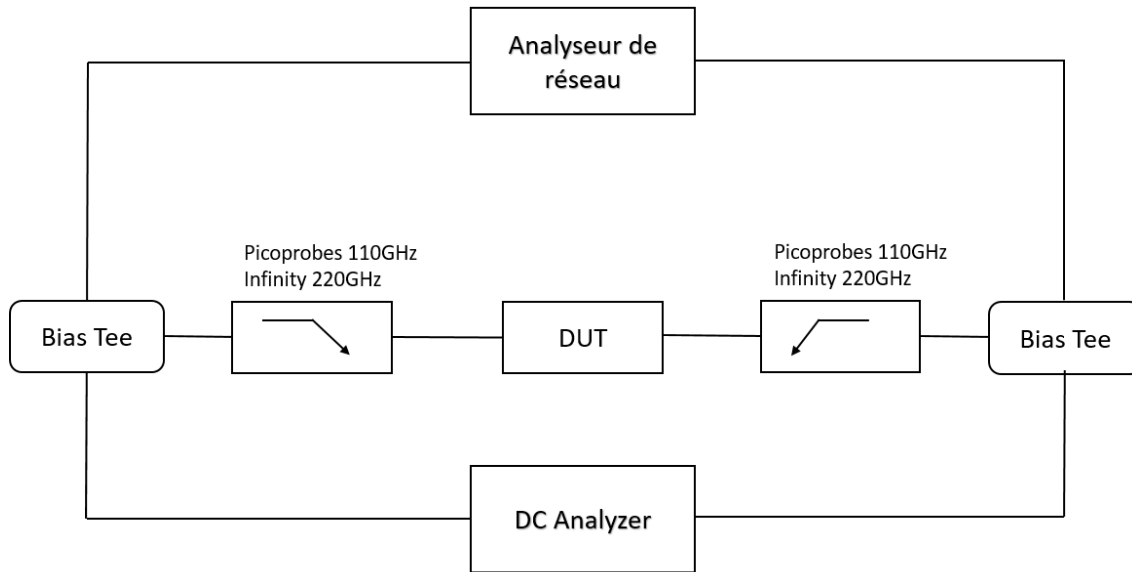 Analyseur de
réseau
Picoprobes 110GHz
Infinity 220GHz
Picoprobes 110GHz
Infinity 220GHz
Bias Tee
DUT
Bias Tee
DC Analyzer